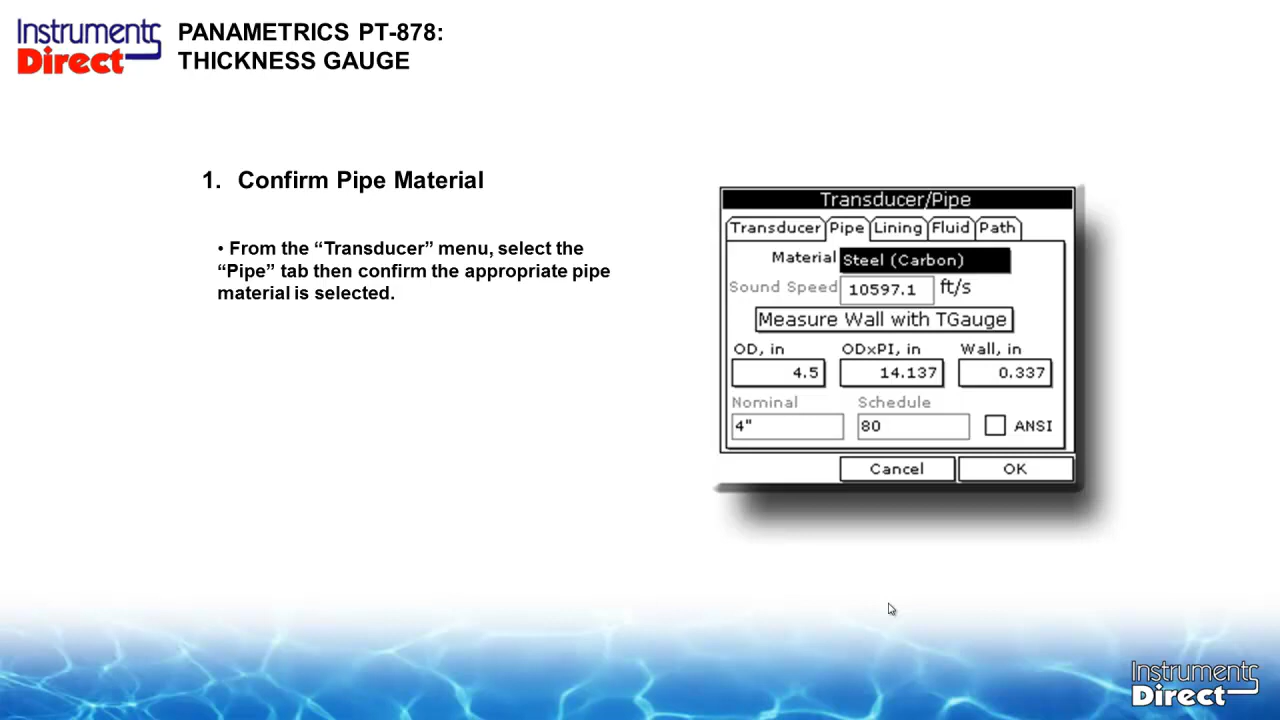 Instruments
Direct
PANAMETRICS PT-878:
THICKNESS GAUGE
1. Confirm Pipe Material
• From the “Transducer” menu, select the
“Pipe” tab then confirm the appropriate pipe
material is selected.
Transducer/Pipe
Transducer Pipe Lining Fluid Path
Material Steel (Carbon)
Sound Speed 10597.1 ft/s
Measure Wall with TGauge
OD, in ODxPI, in Wall, in
4.5 14.137 0.337
Nominal Schedule
4" 80 ANSI
Cancel OK
Instruments
Direct